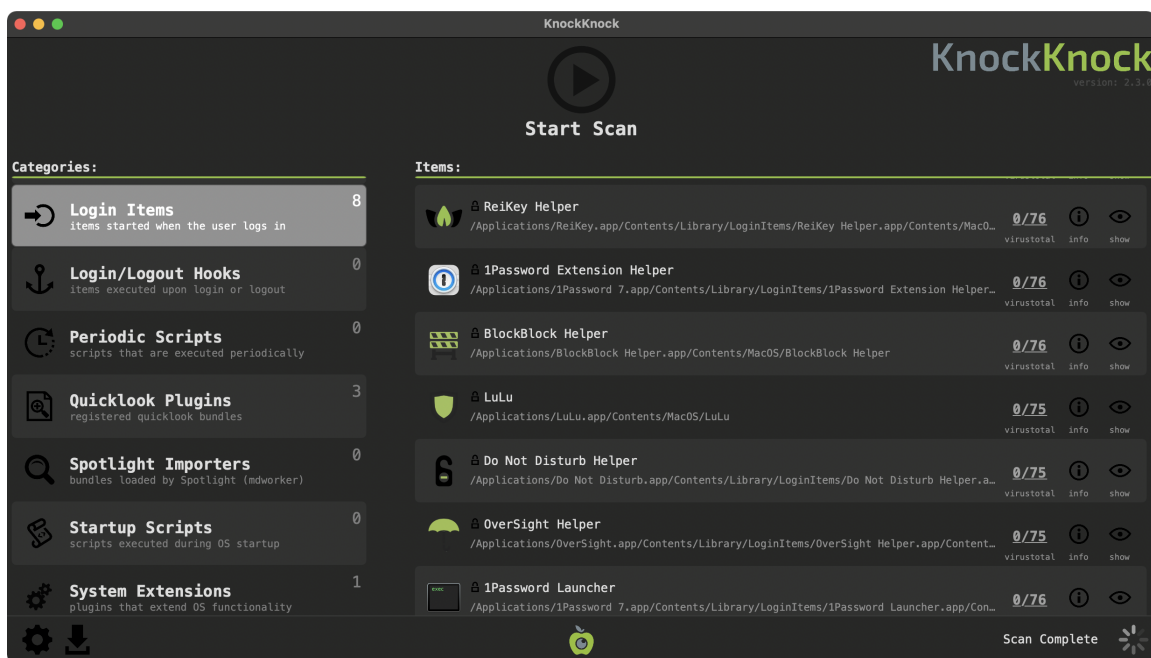 KnockKnock
KnockKnock
version: 2.3.0
Start Scan
Categories:
Login Items
8
items started when the user logs in
Login/Logout Hooks
0
items executed upon login or logout
Periodic Scripts
0
scripts that are executed periodically
Quicklook Plugins
3
registered quicklook bundles
Spotlight Importers
0
bundles loaded by Spotlight (mdworker)
Startup Scripts
0
scripts executed during OS startup
System Extensions
1
plugins that extend OS functionality
Items:
ReiKey Helper
/Applications/ReiKey.app/Contents/Library/LoginItems/ReiKey Helper.app/Contents/MacO…
0/76
virustotal info show
1Password Extension Helper
/Applications/1Password 7.app/Contents/Library/LoginItems/1Password Extension Helper…
0/76
virustotal info show
BlockBlock Helper
/Applications/BlockBlock Helper.app/Contents/MacOS/BlockBlock Helper
0/76
virustotal info show
LuLu
/Applications/LuLu.app/Contents/MacOS/LuLu
0/75
virustotal info show
Do Not Disturb Helper
/Applications/Do Not Disturb.app/Contents/Library/LoginItems/Do Not Disturb Helper.a…
0/75
virustotal info show
OverSight Helper
/Applications/OverSight.app/Contents/Library/LoginItems/OverSight Helper.app/Content…
0/75
virustotal info show
exec
1Password Launcher
/Applications/1Password 7.app/Contents/Library/LoginItems/1Password Launcher.app/Con…
0/76
Scan Complete